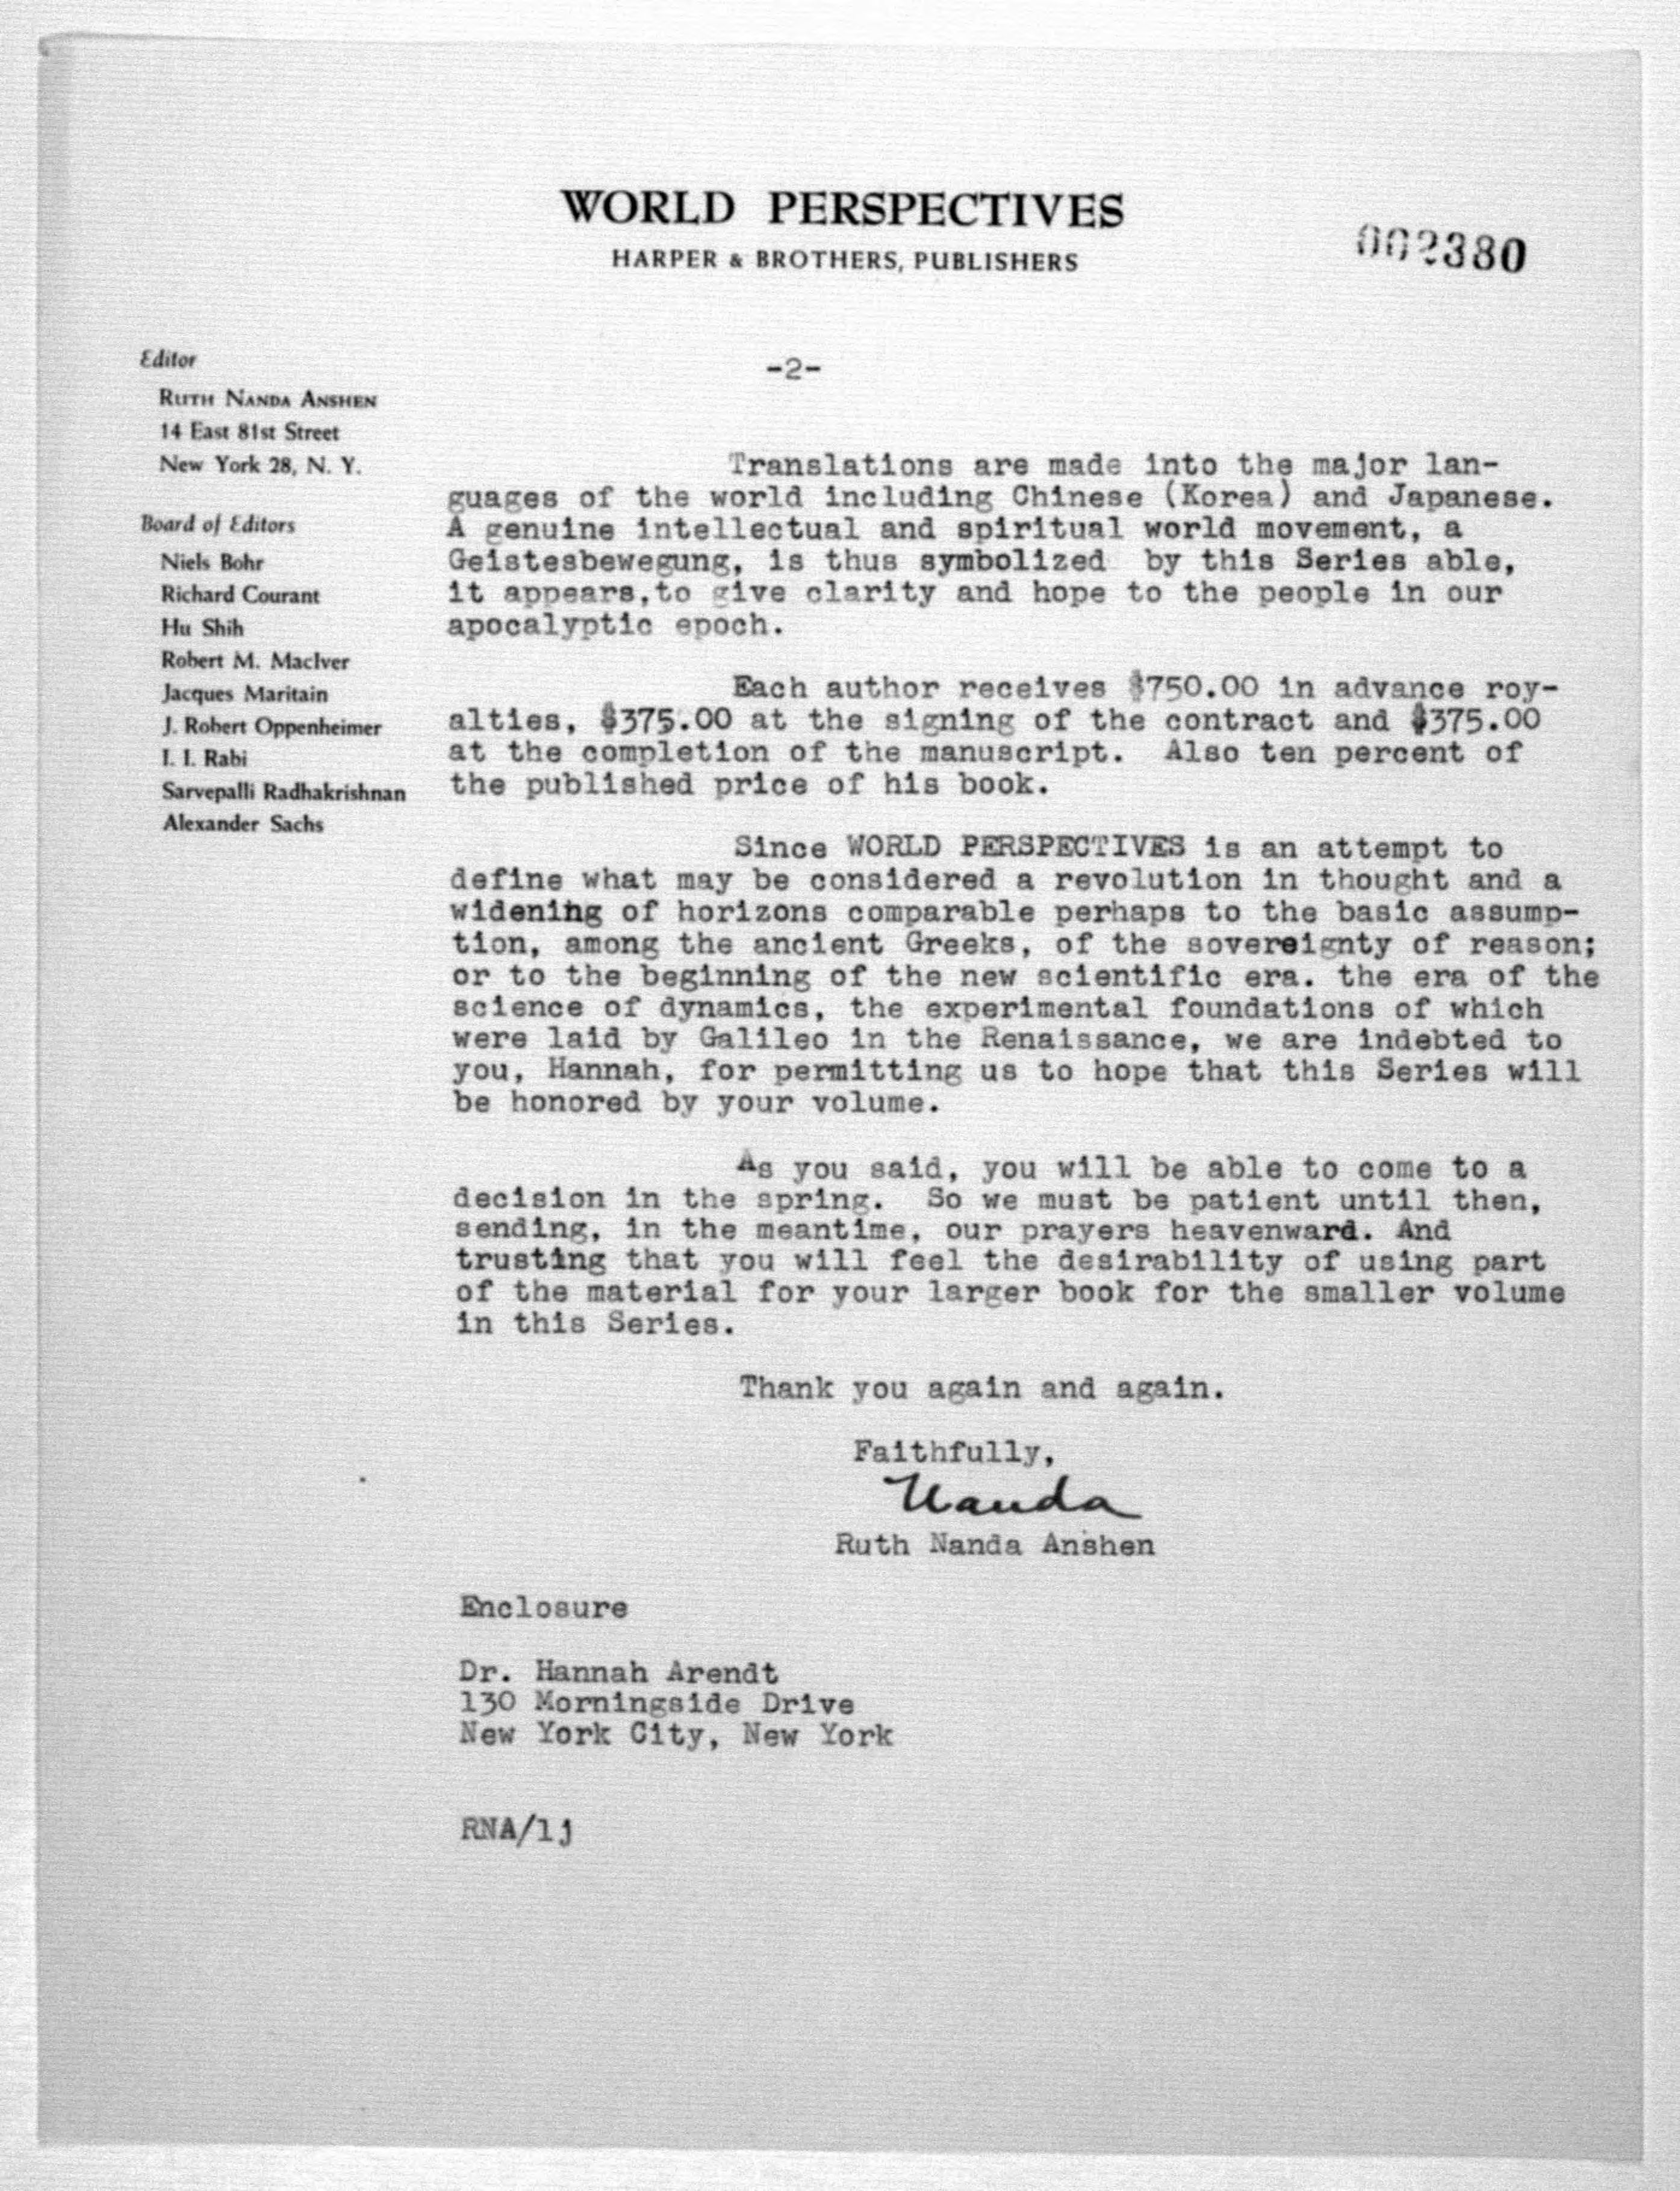 WORLD PERSPECTIVES
HARPER & BROTHERS, PUBLISHERS
002380
Editor
RUTH NANDA ANSHEN
14 East 81st Street
New York 28, N. Y.
Board of Editors
Niels Bohr
Richard Courant
Hu Shih
Robert M. MacIver
Jacques Maritain
J. Robert Oppenheimer
I. I. Rabi
Sarvepalli Radhakrishnan
Alexander Sachs
-2-
Translations are made into the major lan-
guages of the world including Chinese (Korea) and Japanese.
A genuine intellectual and spiritual world movement, a
Geistesbewegung, is thus symbolized by this Series able,
it appears,to give clarity and hope to the people in our
apocalyptic epoch.
Each author receives $750.00 in advance roy-
alties, $375.00 at the signing of the contract and $375.00
at the completion of the manuscript. Also ten percent of
the published price of his book.
Since WORLD PERSPECTIVES is an attempt to
define what may be considered a revolution in thought and a
widening of horizons comparable perhaps to the basic assump-
tion, among the ancient Greeks, of the sovereignty of reason;
or to the beginning of the new scientific era. the era of the
science of dynamics, the experimental foundations of which
were laid by Galileo in the Renaissance, we are indebted to
you, Hannah, for permitting us to hope that this Series will
be honored by your volume.
As you said, you will be able to come to a
decision in the spring. So we must be patient until then,
sending, in the meantime, our prayers heavenward. And
trusting that you will feel the desirability of using part
of the material for your larger book for the smaller volume
in this Series.
Thank you again and again.
Faithfully,
Nanda
Ruth Nanda Anshen
Enclosure
Dr. Hannah Arendt
130 Morningside Drive
New York City, New York
RNA/lj